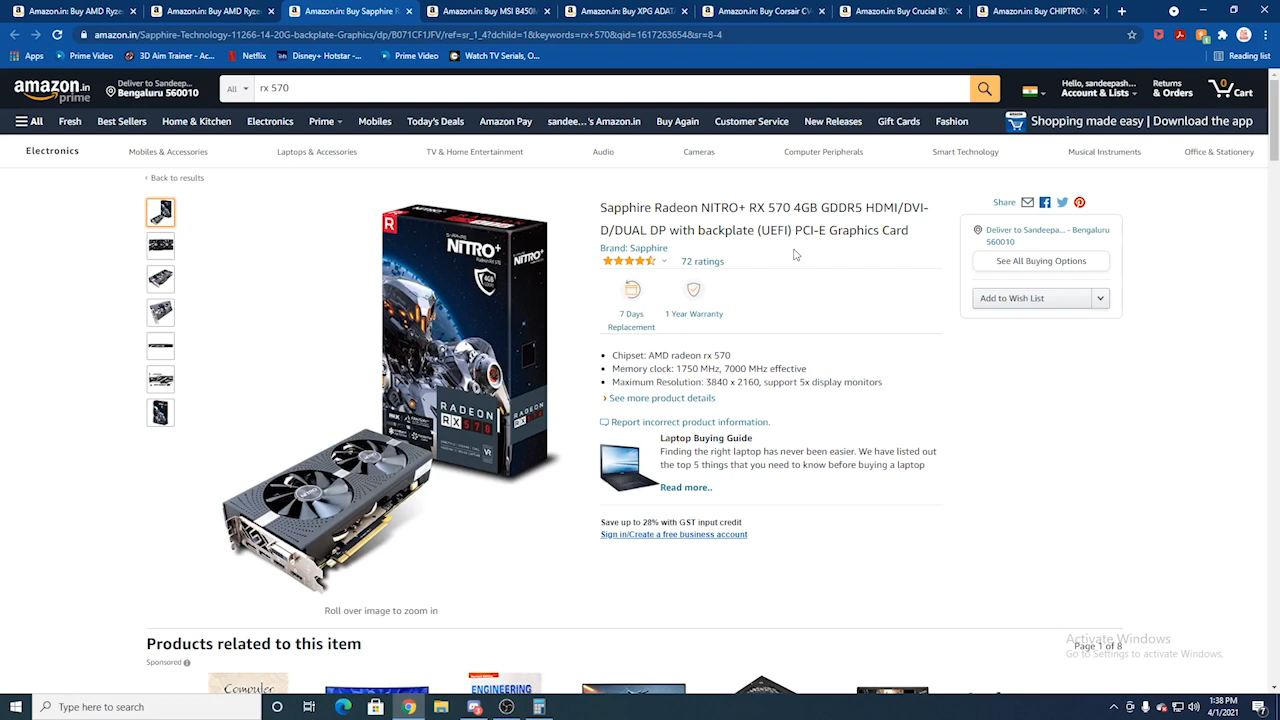 Amazon.in: Buy AMD Ryze
Amazon.in: Buy AMD Ryze
Amazon.in: Buy Sapphire R
Amazon.in: Buy MSI B450M
Amazon.in: Buy XPG ADATA
Amazon.in: Buy Corsair CV
Amazon.in: Buy Crucial BX
Amazon.in: Buy CHIPTRON
amazon.in/Sapphire-Technology-11266-14-20G-backplate-Graphics/dp/B071CF1JFV/ref=sr_1_4?dchild=1&keywords=rx+570&qid=1617263654&sr=8-4
Apps
Prime Video
3D Aim Trainer - Ac...
Netflix
Disney+ Hotstar-...
Prime Video
Watch TV Serials, O...
Reading list
amazon.in
prime
Deliver to Sandeep...
Bengaluru 560010
All
rx 570
Hello, sandeepash...
Account & Lists
Returns
& Orders
0
Cart
All
Fresh
Best Sellers
Home & Kitchen
Electronics
Prime
Mobiles
Today's Deals
Amazon Pay
sandee...'s Amazon.in
Buy Again
Customer Service
New Releases
Gift Cards
Fashion
Shopping made easy | Download the app
Electronics
Mobiles & Accessories
Laptops & Accessories
TV & Home Entertainment
Audio
Cameras
Computer Peripherals
Smart Technology
Musical Instruments
Office & Stationery
‹ Back to results
SAPPHIRE
NITRO+
4GB
GDDR5
RADEON
RX 570
RADEON
RX 570
VR
Roll over image to zoom in
Sapphire Radeon NITRO+ RX 570 4GB GDDR5 HDMI/DVI-
D/DUAL DP with backplate (UEFI) PCI-E Graphics Card
Brand: Sapphire
72 ratings
7 Days
Replacement
1 Year Warranty
• Chipset: AMD radeon rx 570
• Memory clock: 1750 MHz, 7000 MHz effective
• Maximum Resolution: 3840 x 2160, support 5x display monitors
› See more product details
Report incorrect product information.
Laptop Buying Guide
Finding the right laptop has never been easier. We have listed out
the top 5 things that you need to know before buying a laptop
Read more..
Save up to 28% with GST input credit
Sign in/Create a free business account
Share
Deliver to Sandeepa... - Bengaluru
560010
See All Buying Options
Add to Wish List
Products related to this item
Sponsored
Page 1 of 8
Activate Windows
Go to Settings to activate Windows.
Computer
ENGINEERING
Type here to search
1:38 PM
4/1/2021